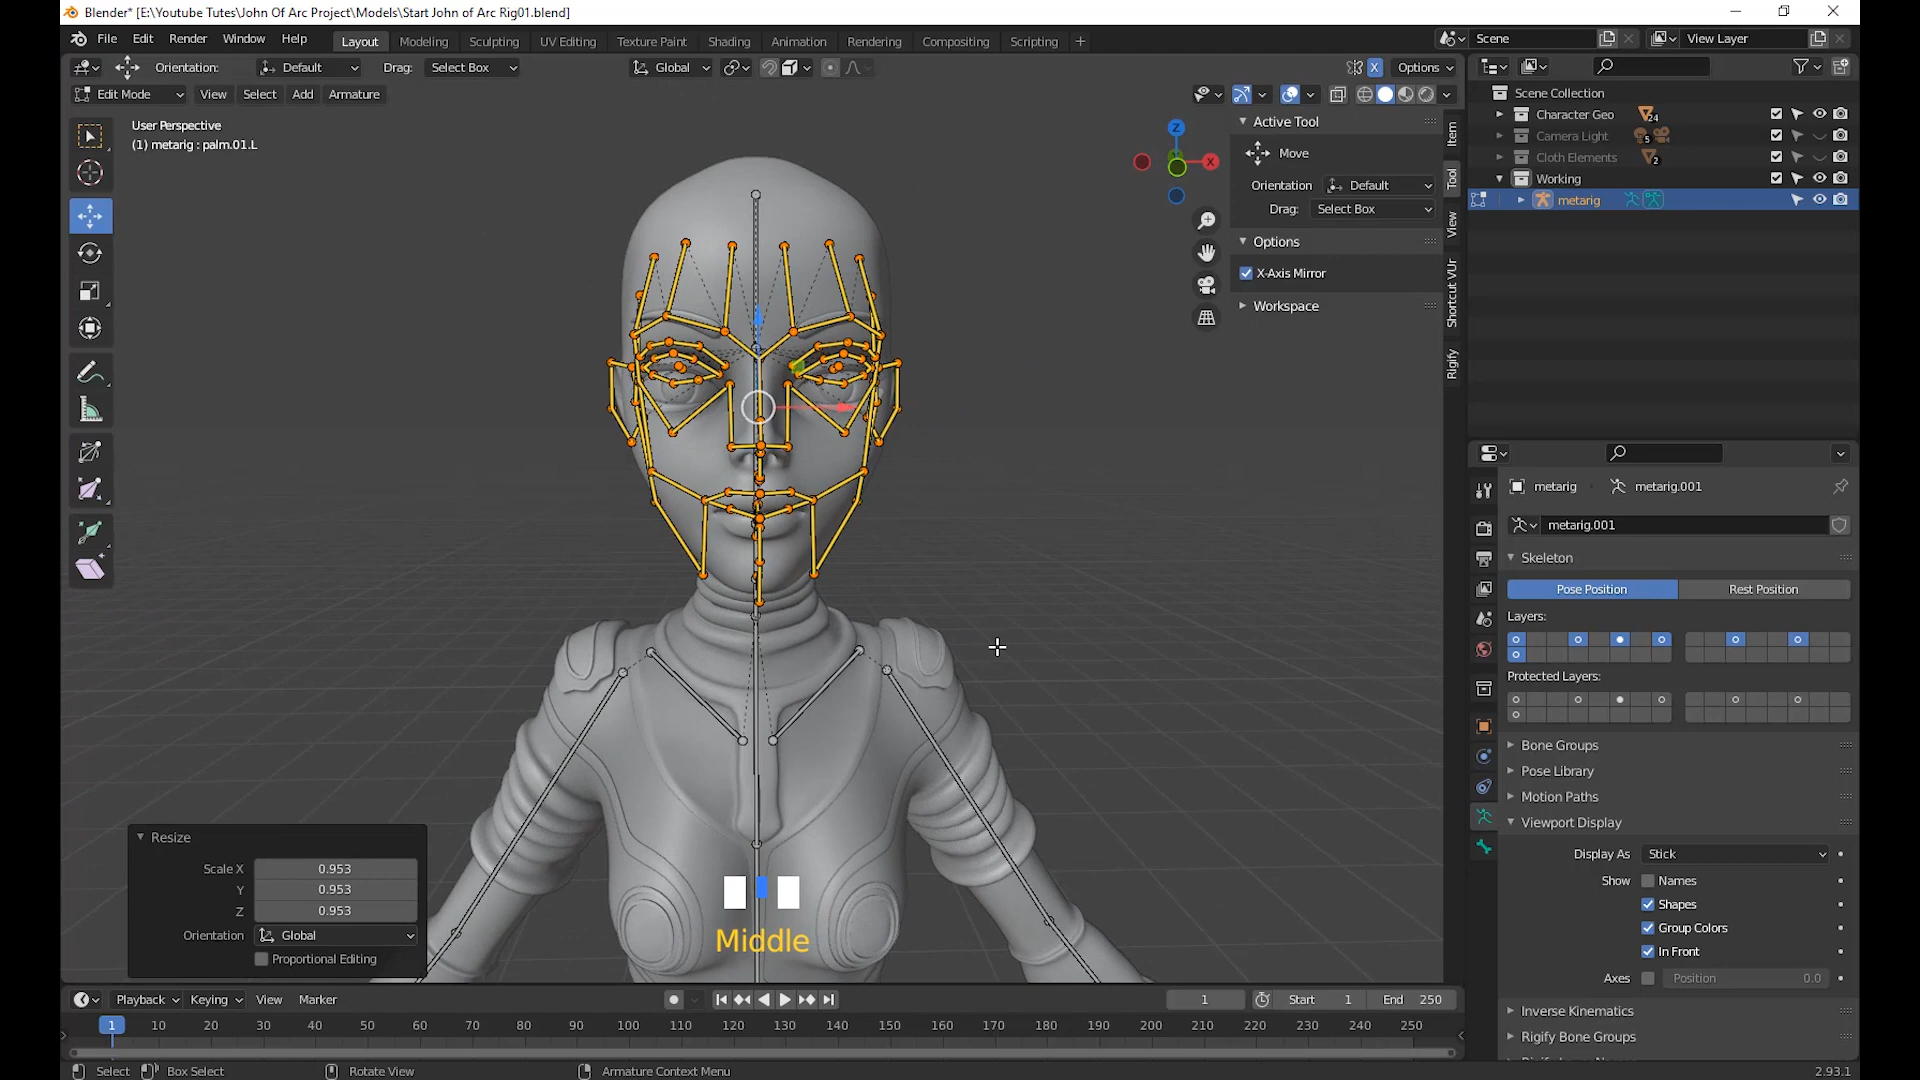 Blender* [E:\Youtube Tutes\John Of Arc Project\Models\Start John of Arc Rig01.blend]
File Edit Render Window Help Layout Modeling Sculpting UV Editing Texture Paint Shading Animation Rendering Compositing Scripting + Scene View Layer
Orientation: Default Drag: Select Box Global X Options
Edit Mode View Select Add Armature
User Perspective
(1) metarig : palm.01.L
Z
X
Active Tool
Move
Orientation Default
Drag: Select Box
Options
X-Axis Mirror
Workspace
Item
Tool
View
Shortcut VUr
Rigify
Scene Collection
Character Geo 24
Camera Light 5
Cloth Elements 2
Working
metarig
metarig metarig.001
metarig.001
Skeleton
Pose Position Rest Position
Layers:
Protected Layers:
Bone Groups
Pose Library
Motion Paths
Viewport Display
Display As Stick
Show Names
Shapes
Group Colors
In Front
Axes Position 0.0
Inverse Kinematics
Rigify Bone Groups
Resize
Scale X 0.953
Y 0.953
Z 0.953
Orientation Global
Proportional Editing
Middle
Playback Keying View Marker 1 Start 1 End 250
1 10 20 30 40 50 60 70 80 90 100 110 120 130 140 150 160 170 180 190 200 210 220 230 240 250
Select Box Select Rotate View Armature Context Menu 2.93.1